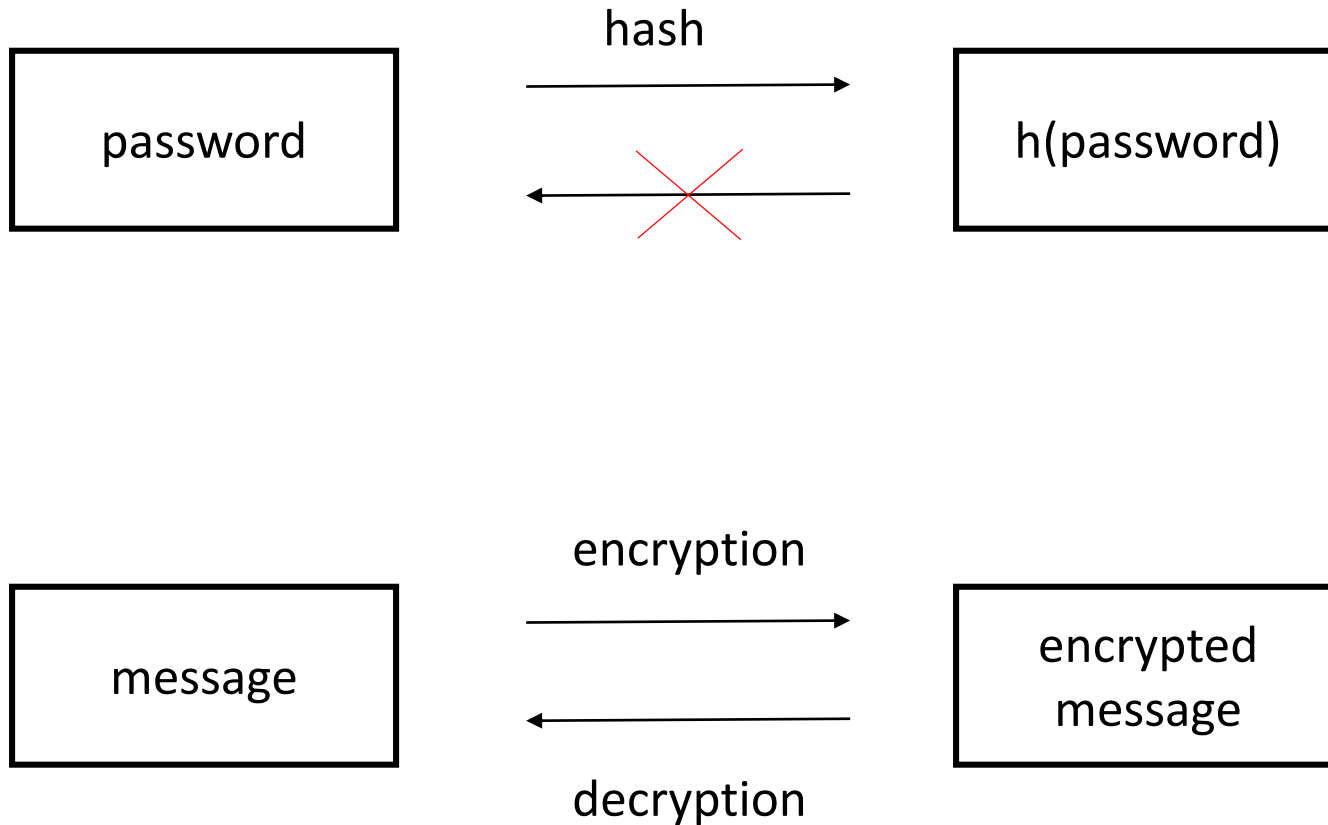 hash
password
h(password)
encryption
message
encrypted
message
decryption